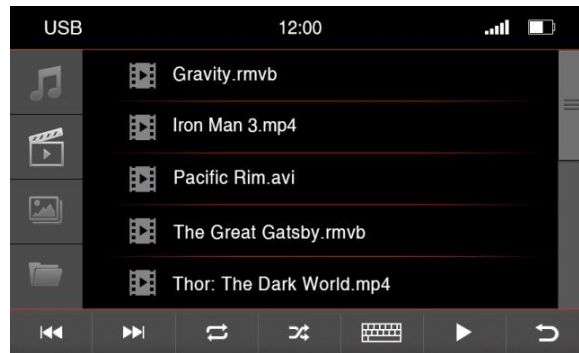 USB 12:00
Gravity.rmvb
Iron Man 3.mp4
Pacific Rim.avi
The Great Gatsby.rmvb
Thor: The Dark World.mp4